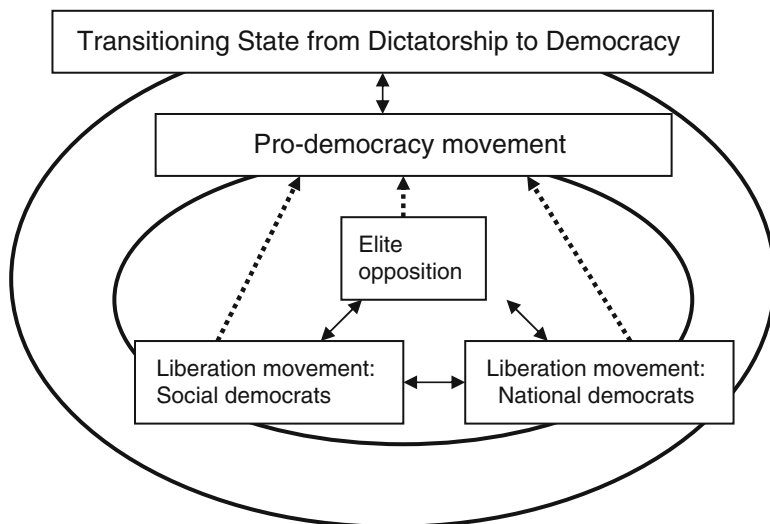 Transitioning State from Dictatorship to Democracy
Pro-democracy movement
Elite
opposition
Liberation movement:
Social democrats
Liberation movement:
National democrats